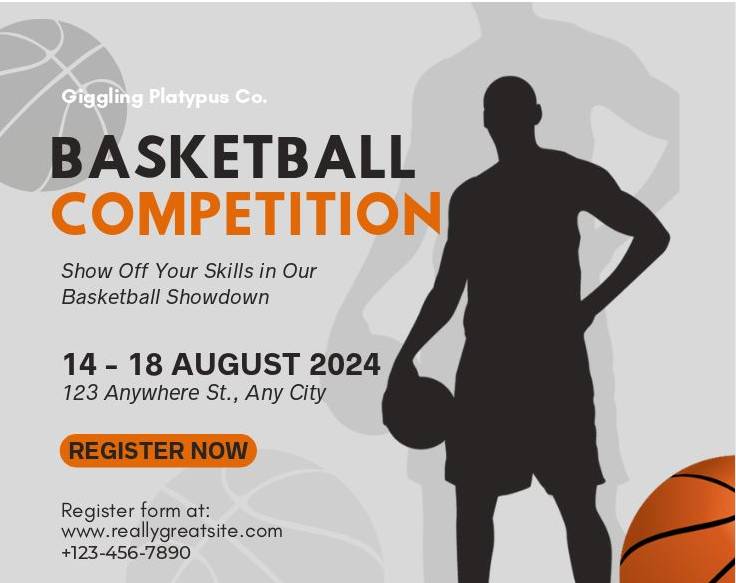 Giggling Platypus Co.
BASKETBALL
COMPETITION
Show Off Your Skills in Our
Basketball Showdown
14 - 18 AUGUST 2024
123 Anywhere St., Any City
REGISTER NOW
Register form at:
www.reallygreatsite.com
+123-456-7890